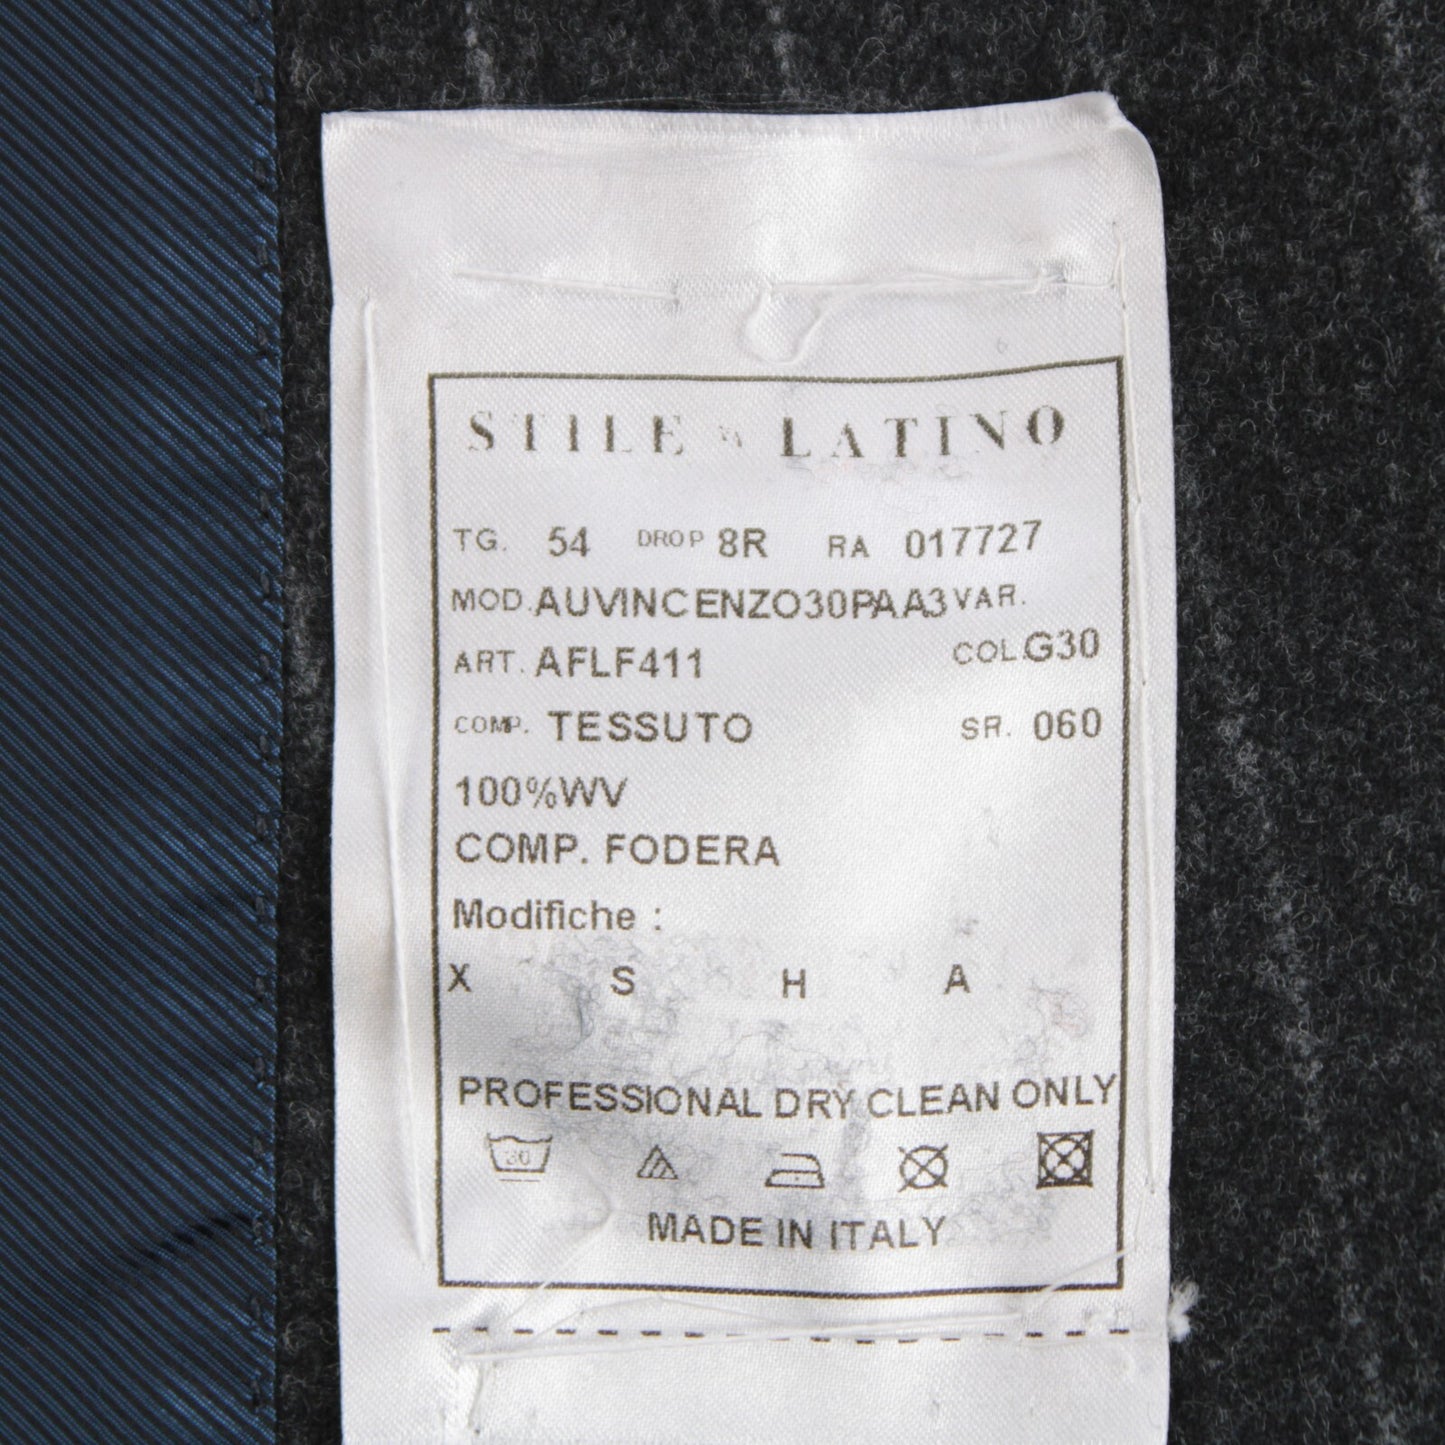 STILE LATINO
TG. 54 DROP 8R RA 017727
MOD.AUVINCENZO30PAA3 VAR.
ART. AFLF411 COL.G30
COMP. TESSUTO SR. 060
100%WV
COMP. FODERA
Modifiche :
X S H A
PROFESSIONAL DRY CLEAN ONLY
30
MADE IN ITALY